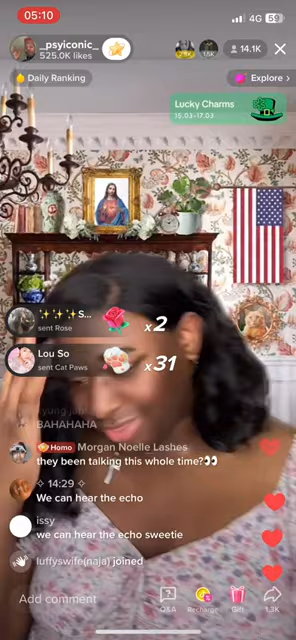 05:10
4G 59
_psyiconic_
525.0K likes
14.1K
Daily Ranking
Explore >
Lucky Charms
15.03-17.03
sent Rose
x2
Lou So
sent Cat Paws
x31
BAHAHAHA
Homo Morgan Noelle Lashes
they been talking this whole time?👀
✧ 14:29 ✧
We can hear the echo
issy
we can hear the echo sweetie
luffyswife(naja) joined
Add comment
Q&A
Recharge
Gift
1.3K